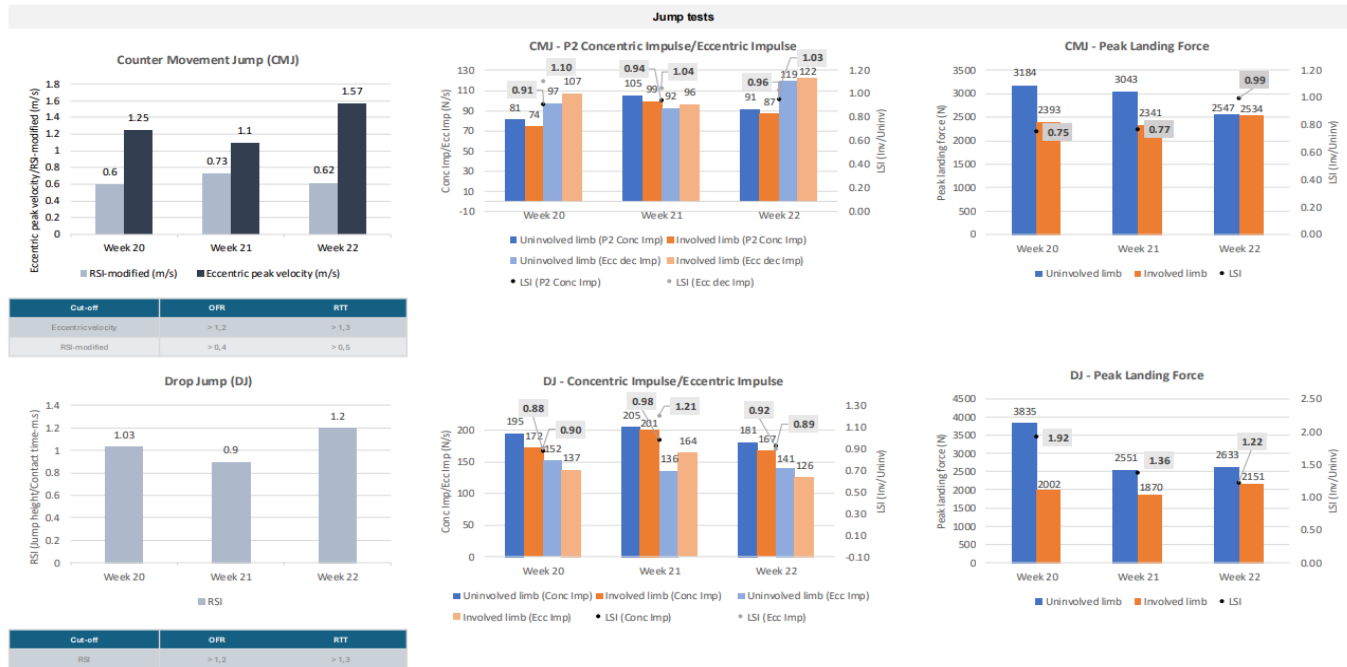 Jump tests
Counter Movement Jump (CMJ)
Eccentric peak velocity/RSI-modified (m/s)
1.8
1.6
1.4
1.2
1
0.8
0.6
0.4
0.2
0
0.6
1.25
0.73
1.1
0.62
1.57
Week 20
Week 21
Week 22
RSI-modified (m/s)
Eccentric peak velocity (m/s)
Cut-off OFR RTT
Eccentric velocity > 1,2 > 1,3
RSI-modified > 0,4 > 0,5
CMJ - P2 Concentric Impulse/Eccentric Impulse
Conc Imp/Ecc Imp (N/s)
130
110
90
70
50
30
10
-10
81
74
97
107
0.91
1.10
105
99
92
96
0.94
1.04
91
87
119
122
0.96
1.03
1.20
1.00
0.80
0.60
0.40
0.20
0.00
LSI (Inv/Uninv)
Week 20
Week 21
Week 22
Uninvolved limb (P2 Conc Imp)
Involved limb (P2 Conc Imp)
Uninvolved limb (Ecc dec Imp)
Involved limb (Ecc dec Imp)
LSI (P2 Conc Imp)
LSI (Ecc dec Imp)
CMJ - Peak Landing Force
Peak landing force (N)
3500
3000
2500
2000
1500
1000
500
0
3184
2393
0.75
3043
2341
0.77
2547
2534
0.99
1.20
1.00
0.80
0.60
0.40
0.20
0.00
LSI (Inv/Uninv)
Week 20
Week 21
Week 22
Uninvolved limb
Involved limb
LSI
Drop Jump (DJ)
RSI (Jump height/Contact time-m.s)
1.4
1.2
1
0.8
0.6
0.4
0.2
0
1.03
0.9
1.2
Week 20
Week 21
Week 22
RSI
Cut-off OFR RTT
RSI > 1,2 > 1,3
DJ - Concentric Impulse/Eccentric Impulse
Conc Imp/Ecc Imp (N/s)
200
150
100
50
0
195
172
152
137
0.88
0.90
205
201
136
164
0.98
1.21
181
167
141
126
0.92
0.89
1.30
1.10
0.90
0.70
0.50
0.30
0.10
-0.10
LSI (Inv/Uninv)
Week 20
Week 21
Week 22
Uninvolved limb (Conc Imp)
Involved limb (Conc Imp)
Uninvolved limb (Ecc Imp)
Involved limb (Ecc Imp)
LSI (Conc Imp)
LSI (Ecc Imp)
DJ - Peak Landing Force
Peak landing force (N)
4500
4000
3500
3000
2500
2000
1500
1000
500
0
3835
2002
1.92
2551
1870
1.36
2633
2151
1.22
2.50
2.00
1.50
1.00
0.50
0.00
LSI (Inv/Uninv)
Week 20
Week 21
Week 22
Uninvolved limb
Involved limb
LSI